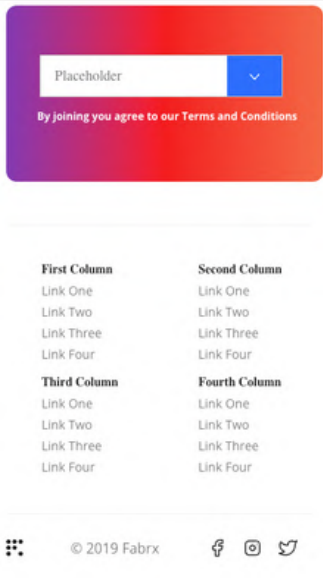 Placeholder
By joining you agree to our Terms and Conditions
First Column
Link One
Link Two
Link Three
Link Four
Second Column
Link One
Link Two
Link Three
Link Four
Third Column
Link One
Link Two
Link Three
Link Four
Fourth Column
Link One
Link Two
Link Three
Link Four
© 2019 Fabrx